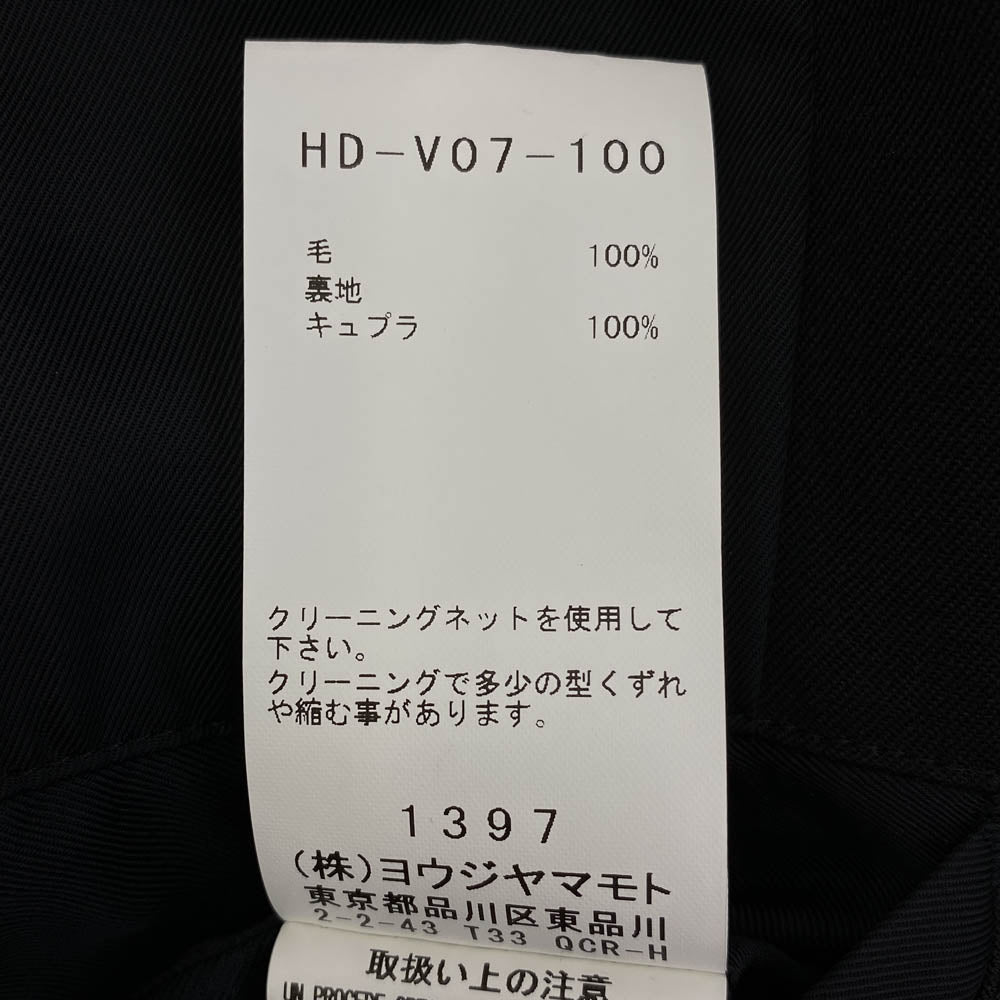 HD-V07-100
毛 100%
裏地
キュプラ 100%
クリーニングネットを使用して
下さい。
クリーニングで多少の型くずれ
や縮む事があります。
1397
(株)ヨウジヤマモト
東京都品川区東品川
2-2-43 T33 QCR-H
取扱い上の注意
UN PROCEDE